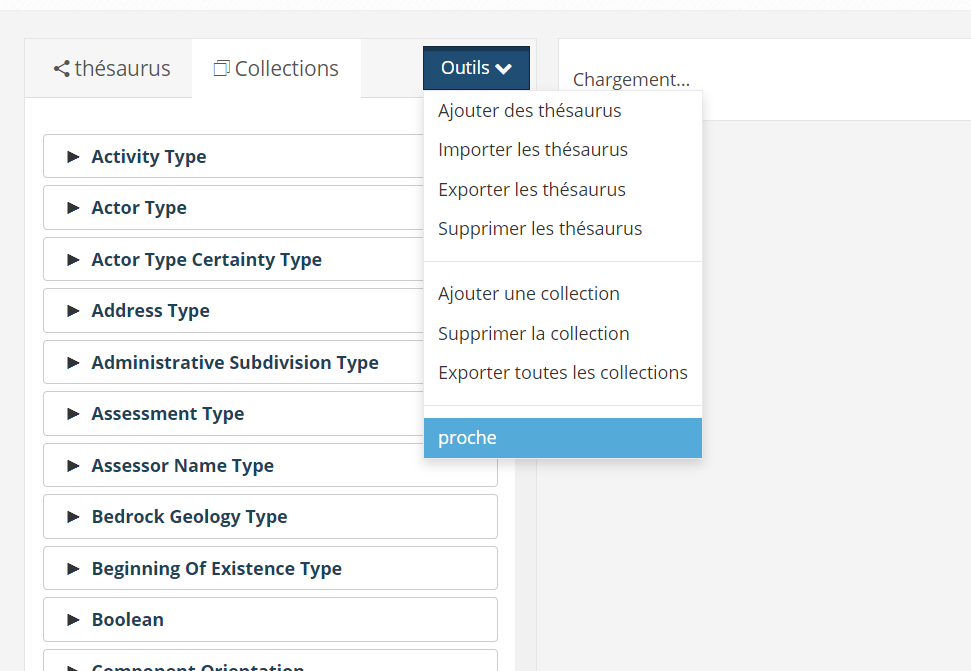 thésaurus
Collections
Outils
Chargement...
Ajouter des thésaurus
Importer les thésaurus
Exporter les thésaurus
Supprimer les thésaurus
Ajouter une collection
Supprimer la collection
Exporter toutes les collections
proche
Activity Type
Actor Type
Actor Type Certainty Type
Address Type
Administrative Subdivision Type
Assessment Type
Assessor Name Type
Bedrock Geology Type
Beginning Of Existence Type
Boolean
Component Orientation